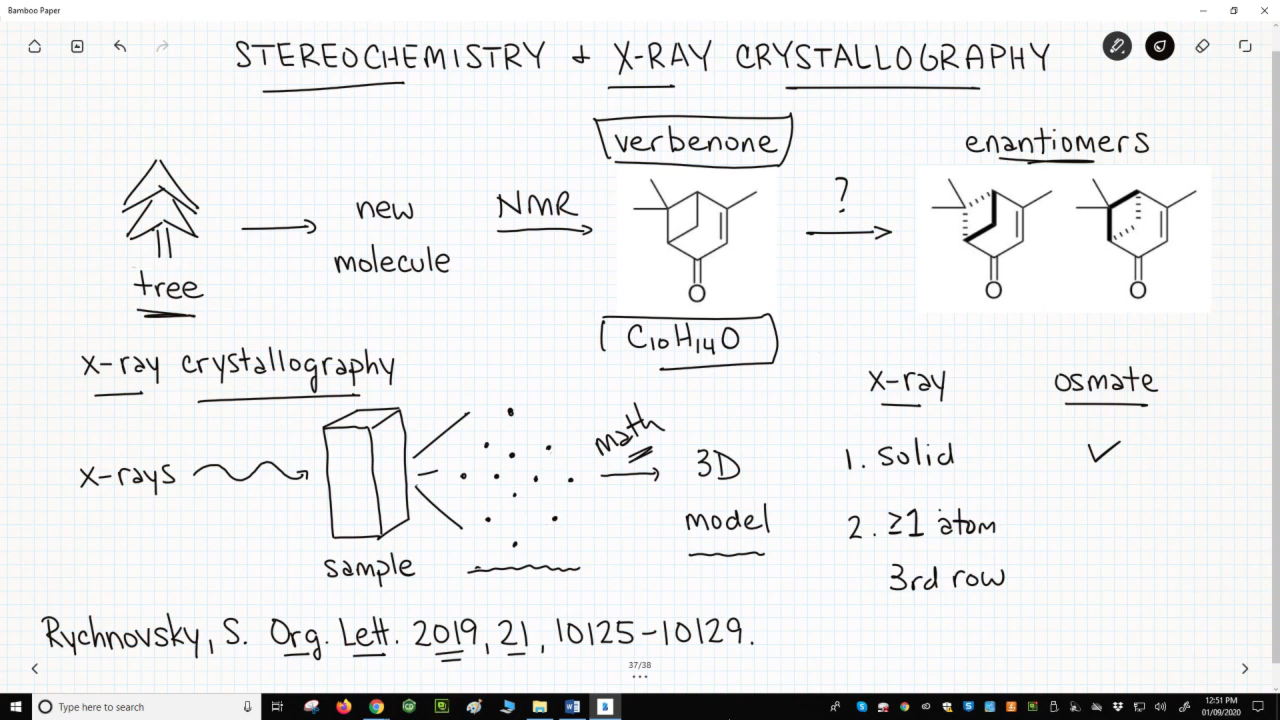 Bamboo Paper
STEREOCHEMISTRY + X-RAY CRYSTALLOGRAPHY
verbenone
enantiomers
tree
new
molecule
NMR
?
O
O
O
C10H14O
x-ray crystallography
x-rays
sample
math
3D
model
x-ray
osmate
1. solid
✓
2. ≥1 atom
3rd row
Rychnovsky, S. Org. Lett. 2019, 21, 10125-10129.
37/38
Type here to search
12:51 PM
01/09/2020